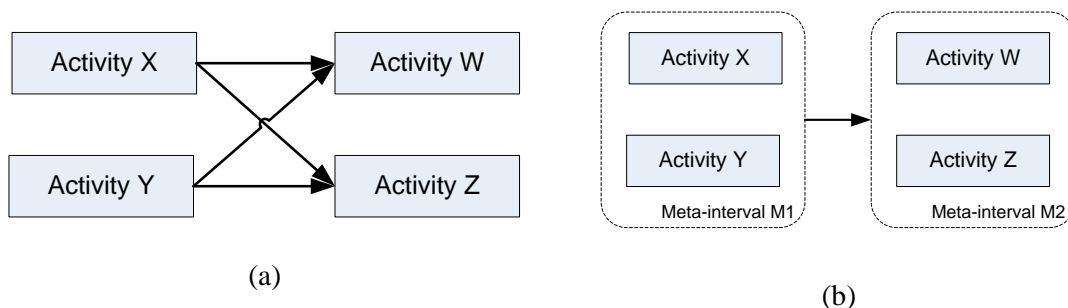 Activity X
Activity W
Activity Y
Activity Z
(a)
Activity X
Activity Y
Meta-interval M1
Activity W
Activity Z
Meta-interval M2
(b)